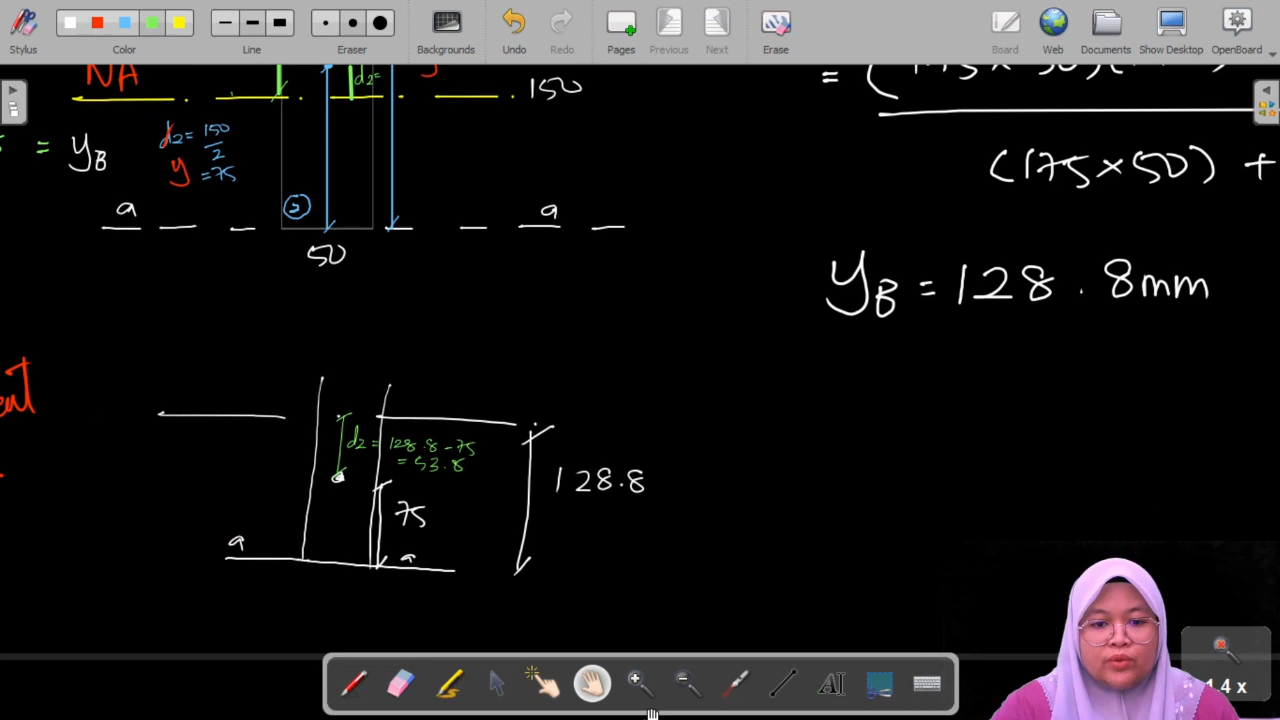 Stylus Color Line Eraser Backgrounds Undo Redo Pages Previous Next Erase Board Web Documents Show Desktop OpenBoard
NA
d2=
150
= yB
d2= 150
2
y =75
a
2
a
50
=
(175×50) +
yB = 128.8mm
d2 = 128.8 - 75
= 53.8
128.8
75
a
a
1.4 x